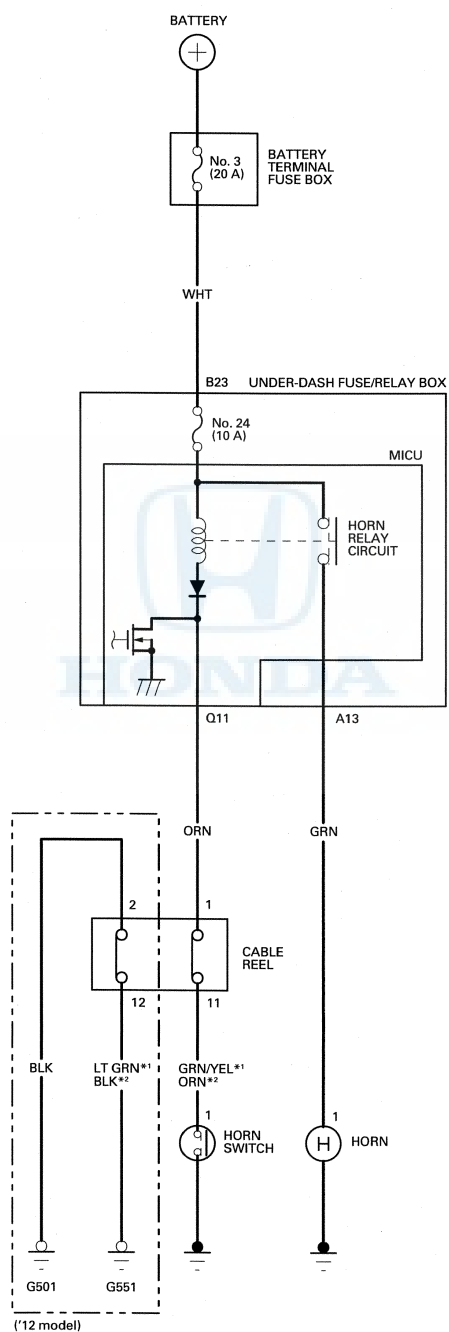 BATTERY
No. 3
(20 A)
BATTERY
TERMINAL
FUSE BOX
WHT
B23
UNDER-DASH FUSE/RELAY BOX
No. 24
(10 A)
MICU
HORN
RELAY
CIRCUIT
HONDA
Q11
A13
ORN
GRN
2
1
CABLE
REEL
12
11
BLK
LT GRN*1
BLK*2
GRN/YEL*1
ORN*2
1
HORN
SWITCH
1
H
HORN
G501
G551
('12 model)